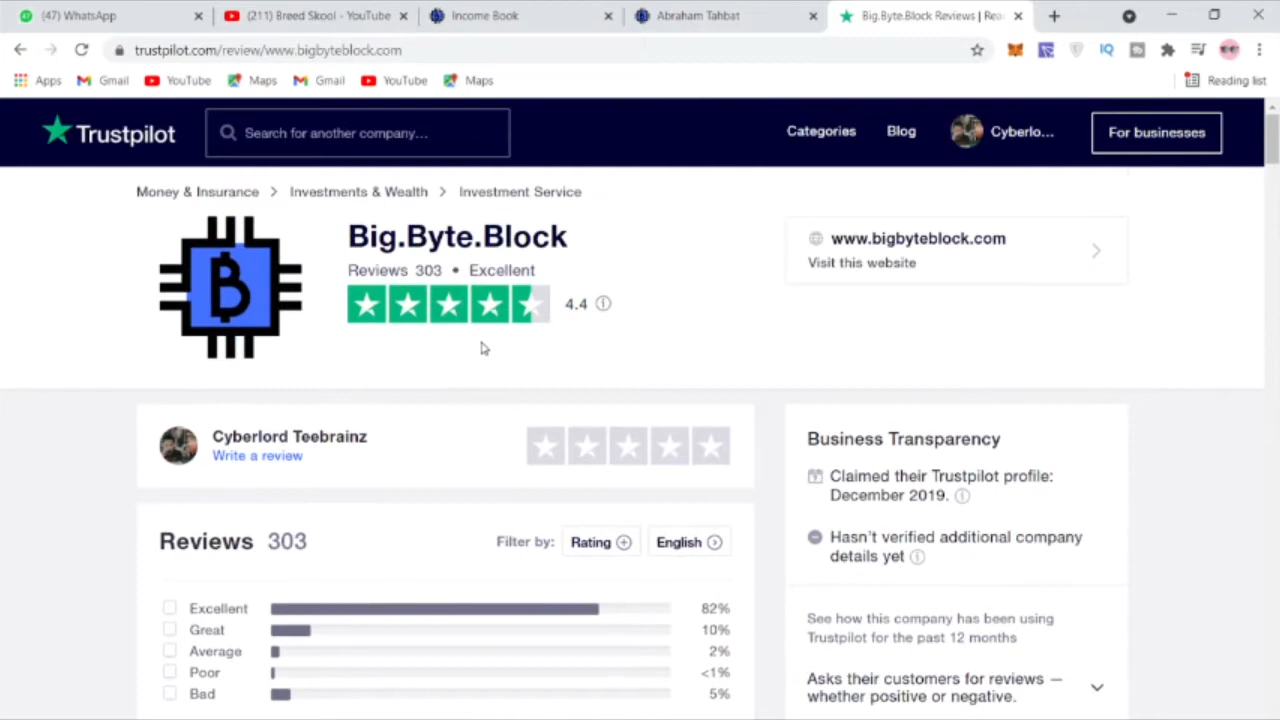 (47) WhatsApp
(211) Breed Skool - YouTube
Income Book
Abraham Tahbat
Big.Byte.Block Reviews | Rea
trustpilot.com/review/www.bigbyteblock.com
IQ
Apps
Gmail
YouTube
Maps
Gmail
YouTube
Maps
Reading list
Trustpilot
Search for another company...
Categories
Blog
Cyberlo...
For businesses
Money & Insurance > Investments & Wealth > Investment Service
Big.Byte.Block
Reviews 303 • Excellent
4.4
www.bigbyteblock.com
Visit this website
Cyberlord Teebrainz
Write a review
Reviews 303
Filter by:
Rating
English
Excellent 82%
Great 10%
Average 2%
Poor <1%
Bad 5%
Business Transparency
Claimed their Trustpilot profile:
December 2019.
Hasn't verified additional company
details yet
See how this company has been using
Trustpilot for the past 12 months
Asks their customers for reviews —
whether positive or negative.